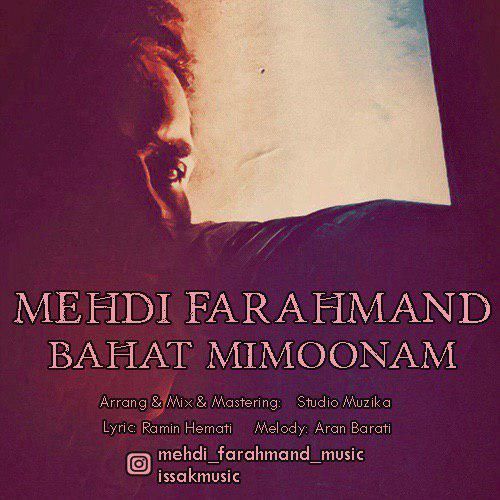 MEHDI FARAHMAND
BAHAT MIMOONAM
Arrang & Mix & Mastering: Studio Muzika
Lyric: Ramin Hemati Melody: Aran Barati
mehdi_farahmand_music
issakmusic